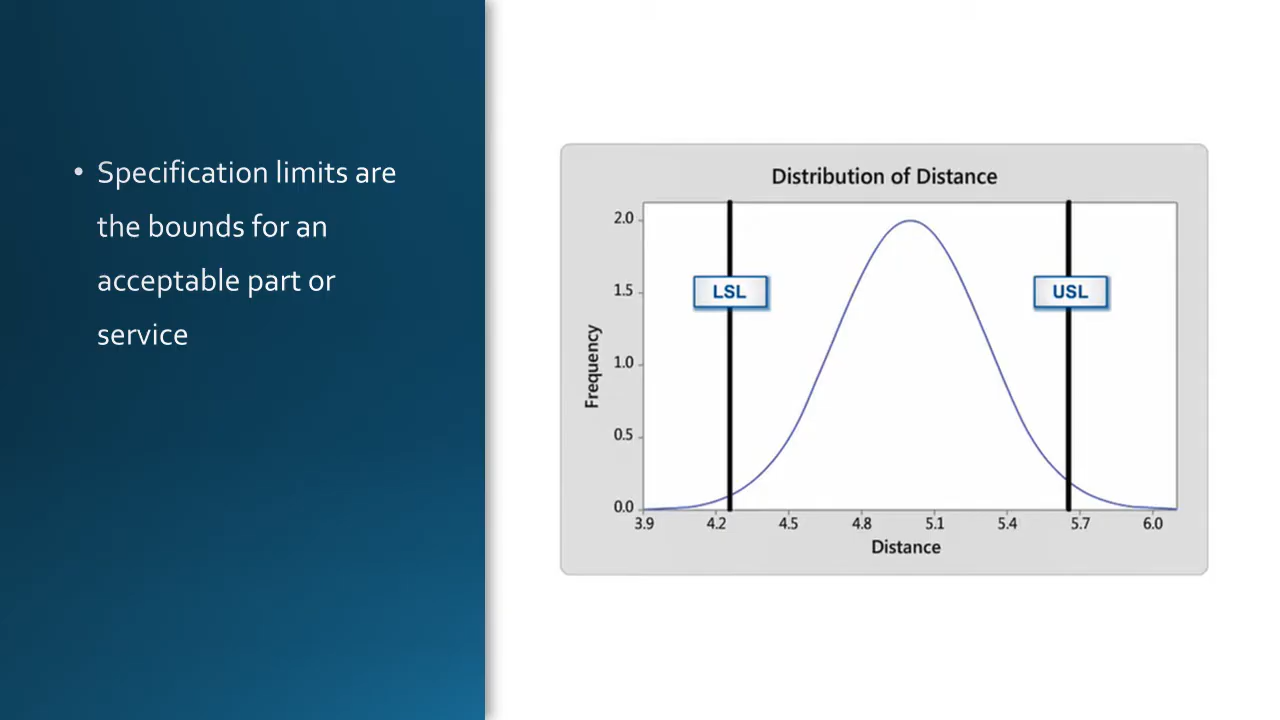 • Specification limits are
the bounds for an
acceptable part or
service
Distribution of Distance
2.0
1.5
1.0
0.5
0.0
Frequency
LSL
USL
3.9 4.2 4.5 4.8 5.1 5.4 5.7 6.0
Distance